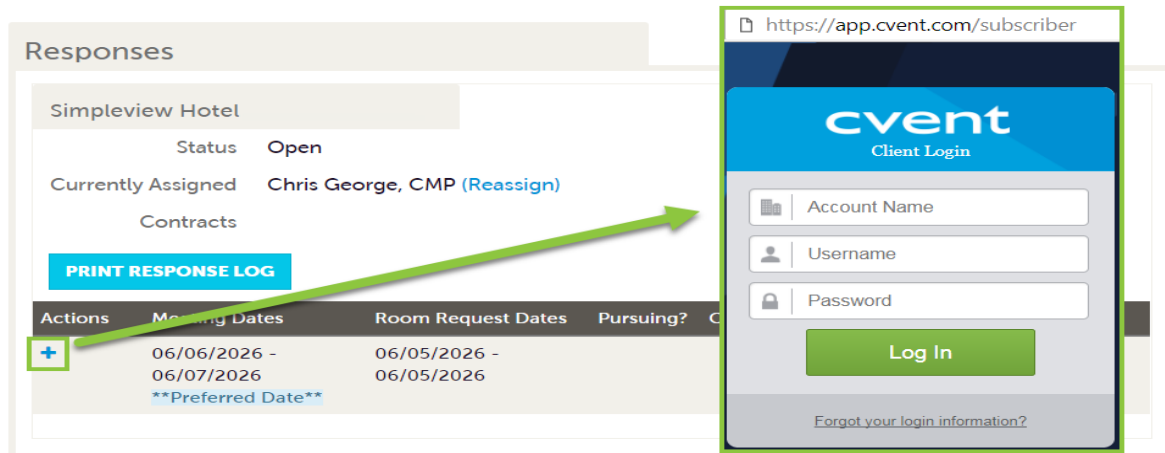 Responses
Simpleview Hotel
Status Open
Currently Assigned Chris George, CMP (Reassign)
Contracts
PRINT RESPONSE LOG
Actions Meeting Dates Room Request Dates Pursuing? C
+ 06/06/2026 - 06/05/2026 -
06/07/2026 06/05/2026
**Preferred Date**
https://app.cvent.com/subscriber
cvent
Client Login
Account Name
Username
Password
Log In
Forgot your login information?